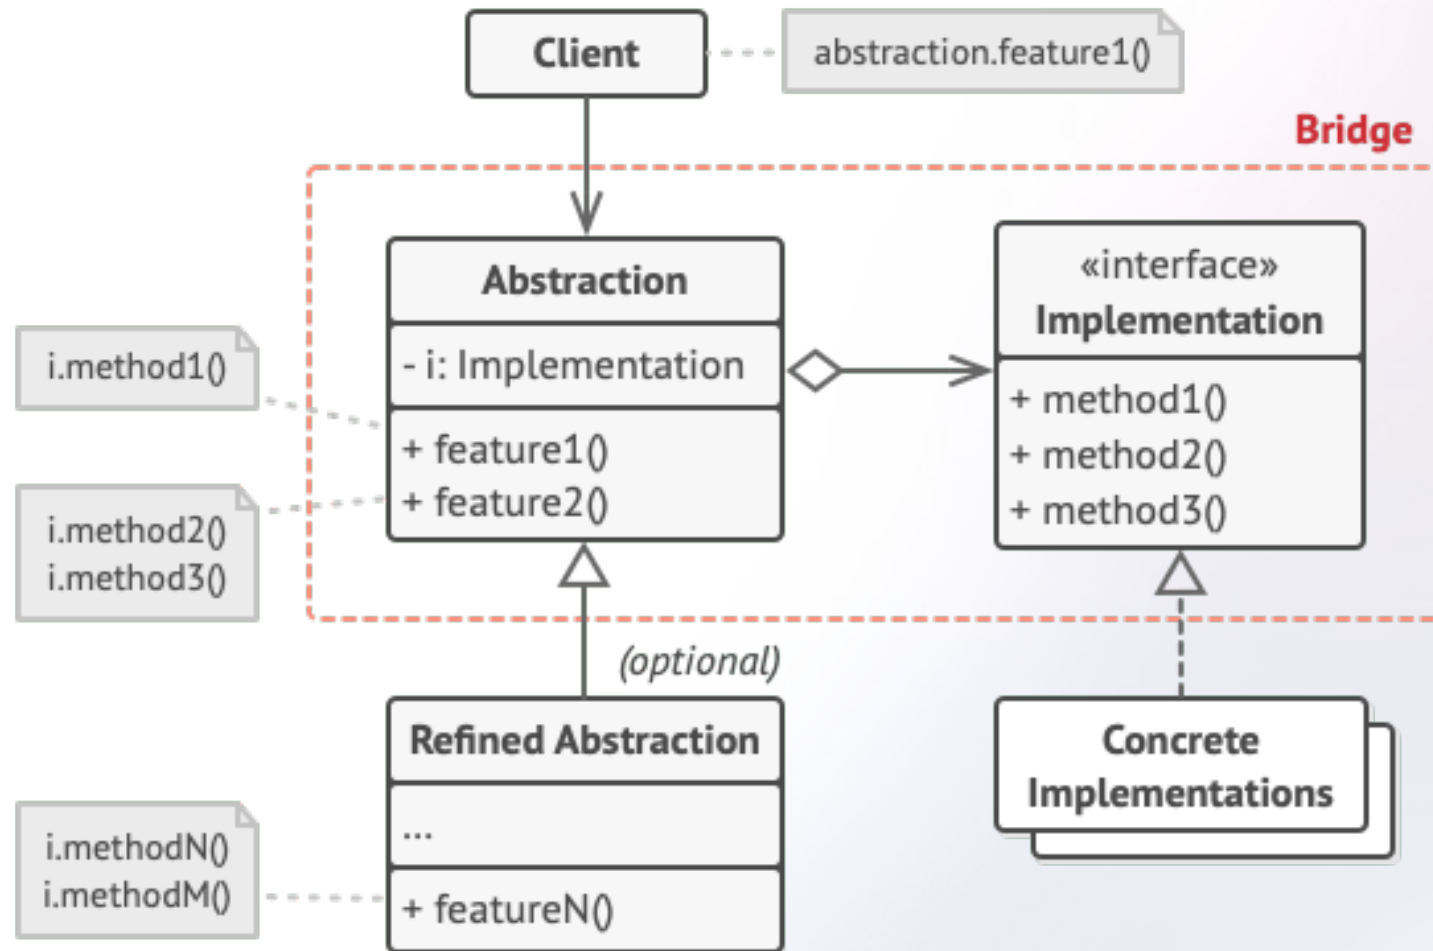 Client
abstraction.feature1()
Bridge
Abstraction
- i: Implementation
+ feature1()
+ feature2()
«interface»
Implementation
+ method1()
+ method2()
+ method3()
i.method1()
i.method2()
i.method3()
(optional)
Refined Abstraction
...
+ featureN()
Concrete
Implementations
i.methodN()
i.methodM()